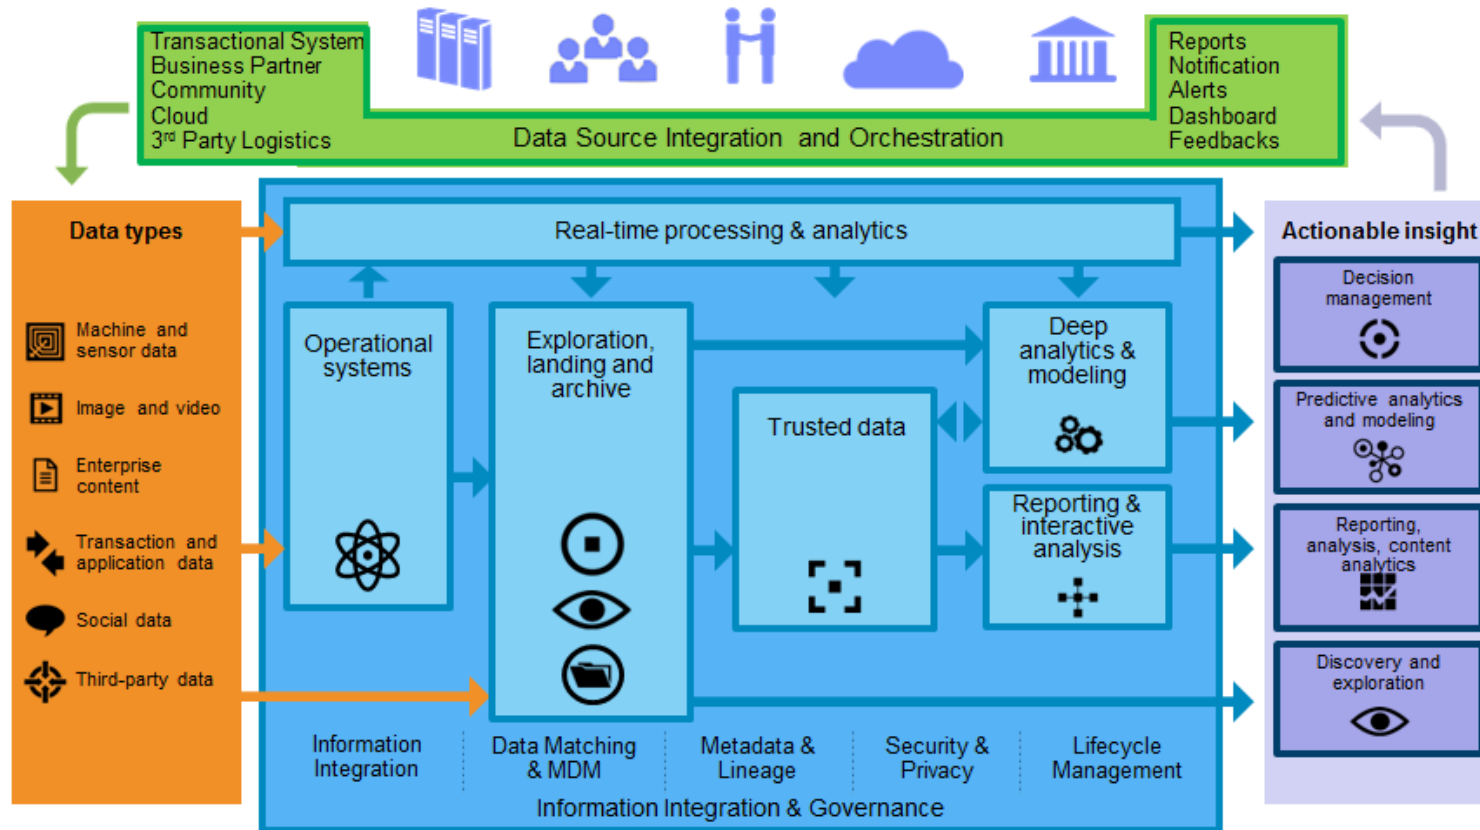 Transactional System
Business Partner
Community
Cloud
3rd Party Logistics
Data Source Integration and Orchestration
Reports
Notification
Alerts
Dashboard
Feedbacks
Data types
Machine and
sensor data
Image and video
Enterprise
content
Transaction and
application data
Social data
Third-party data
Real-time processing & analytics
Operational
systems
Exploration,
landing and
archive
Trusted data
Deep
analytics &
modeling
Reporting &
interactive
analysis
Information
Integration
Data Matching
& MDM
Metadata &
Lineage
Security &
Privacy
Lifecycle
Management
Information Integration & Governance
Actionable insight
Decision
management
Predictive analytics
and modeling
Reporting,
analysis, content
analytics
Discovery and
exploration